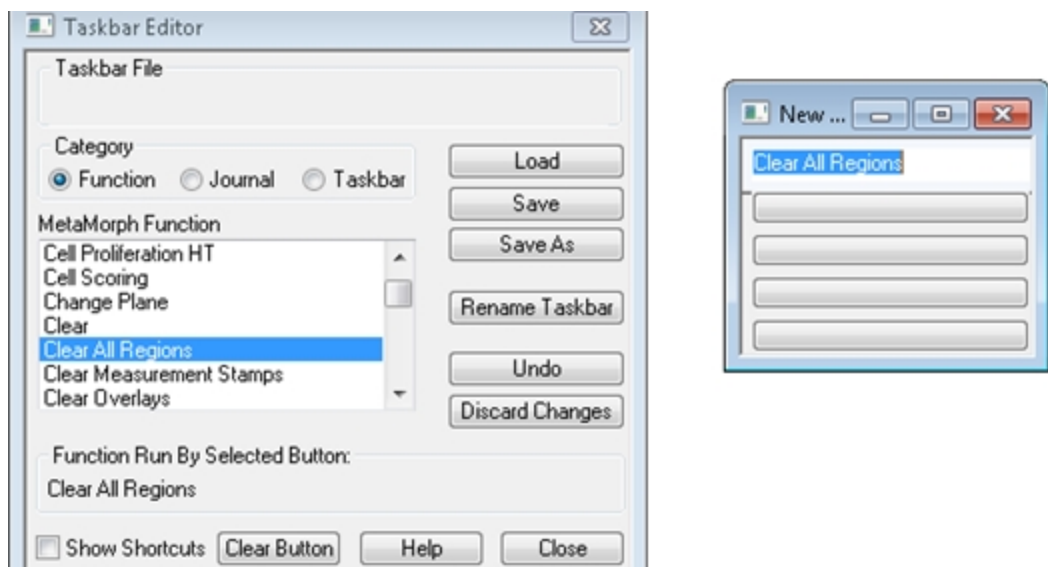 Taskbar Editor
Taskbar File
Category
Function Journal Taskbar
MetaMorph Function
Cell Proliferation HT
Cell Scoring
Change Plane
Clear
Clear All Regions
Clear Measurement Stamps
Clear Overlays
Load
Save
Save As
Rename Taskbar
Undo
Discard Changes
Function Run By Selected Button:
Clear All Regions
Show Shortcuts Clear Button Help Close
New ...
Clear All Regions